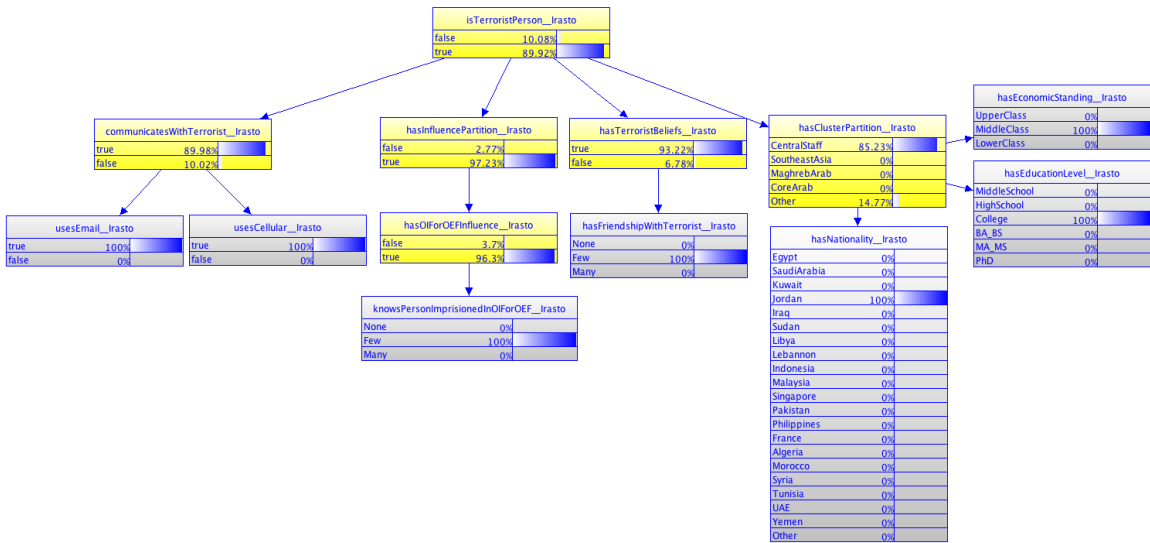 isTerroristPerson__Irasto
false 10.08%
true 89.92%
communicatesWithTerrorist__Irasto
true 89.98%
false 10.02%
hasInfluencePartition__Irasto
false 2.77%
true 97.23%
hasTerroristBeliefs__Irasto
true 93.22%
false 6.78%
hasClusterPartition__Irasto
CentralStaff 85.23%
SoutheastAsia 0%
MaghrebArab 0%
CoreArab 0%
Other 14.77%
hasEconomicStanding__Irasto
UpperClass 0%
MiddleClass 100%
LowerClass 0%
hasEducationLevel__Irasto
MiddleSchool 0%
HighSchool 0%
College 100%
BA_BS 0%
MA_MS 0%
PhD 0%
usesEmail__Irasto
true 100%
false 0%
usesCellular__Irasto
true 100%
false 0%
hasOIForOEFInfluence__Irasto
false 3.7%
true 96.3%
hasFriendshipWithTerrorist__Irasto
None 0%
Few 100%
Many 0%
knowsPersonImprisionedInOIForOEF__Irasto
None 0%
Few 100%
Many 0%
hasNationality__Irasto
Egypt 0%
SaudiArabia 0%
Kuwait 0%
Jordan 100%
Iraq 0%
Sudan 0%
Libya 0%
Lebannon 0%
Indonesia 0%
Malaysia 0%
Singapore 0%
Pakistan 0%
Philippines 0%
France 0%
Algeria 0%
Morocco 0%
Syria 0%
Tunisia 0%
UAE 0%
Yemen 0%
Other 0%